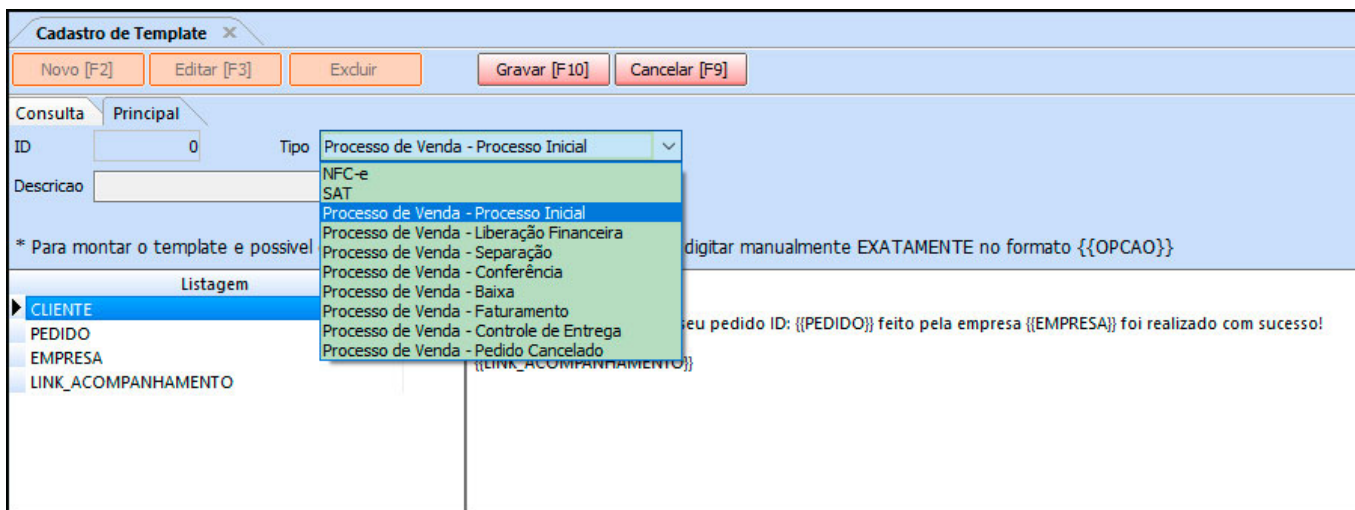 Cadastro de Template
Novo [F2] Editar [F3] Excluir Gravar [F10] Cancelar [F9]
Consulta Principal
ID 0 Tipo Processo de Venda - Processo Inicial
Descricao
NFC-e
SAT
Processo de Venda - Processo Inicial
Processo de Venda - Liberação Financeira
Processo de Venda - Separação
Processo de Venda - Conferência
Processo de Venda - Baixa
Processo de Venda - Faturamento
Processo de Venda - Controle de Entrega
Processo de Venda - Pedido Cancelado
* Para montar o template e possivel digitar manualmente EXATAMENTE no formato {{OPCAO}}
Listagem
CLIENTE
PEDIDO
EMPRESA
LINK_ACOMPANHAMENTO
seu pedido ID: {{PEDIDO}} feito pela empresa {{EMPRESA}} foi realizado com sucesso!
{{LINK_ACOMPANHAMENTO}}